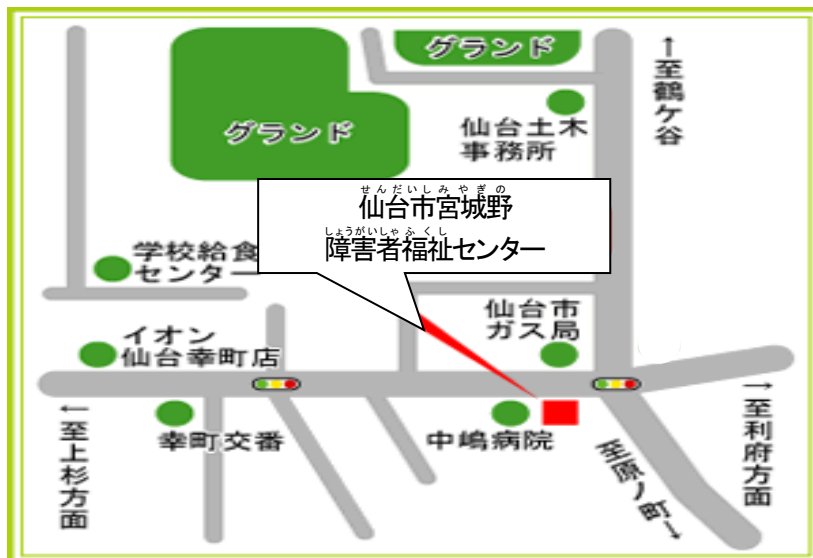 グランド
↑至鶴ケ谷
グランド
仙台土木
事務所
せんだいしみやぎの
仙台市宮城野
しょうがいしゃふくし
障害者福祉センター
学校給食
センター
仙台市
ガス局
イオン
仙台幸町店
←至上杉方面
幸町交番
中嶋病院
至原ノ町→
→至利府方面